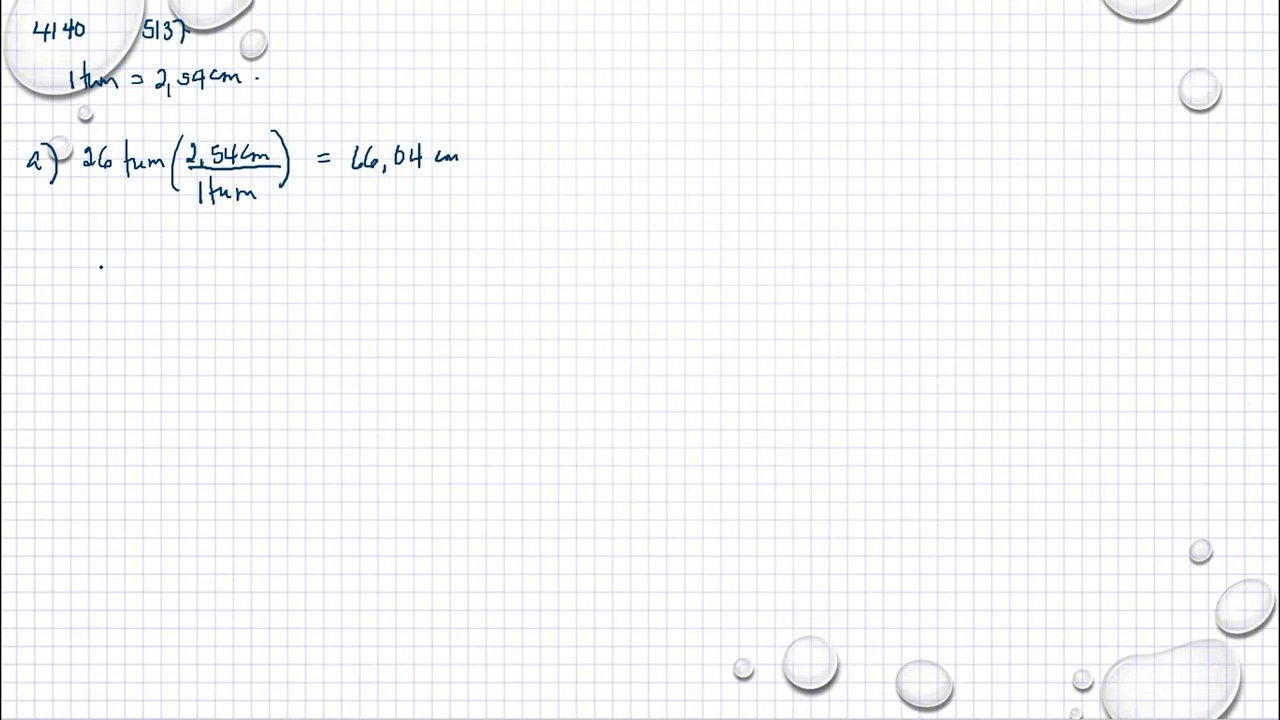 4140 5137
1 tum = 2,54 cm.
a) 26 tum (2,54 cm / 1 tum) = 66,04 cm